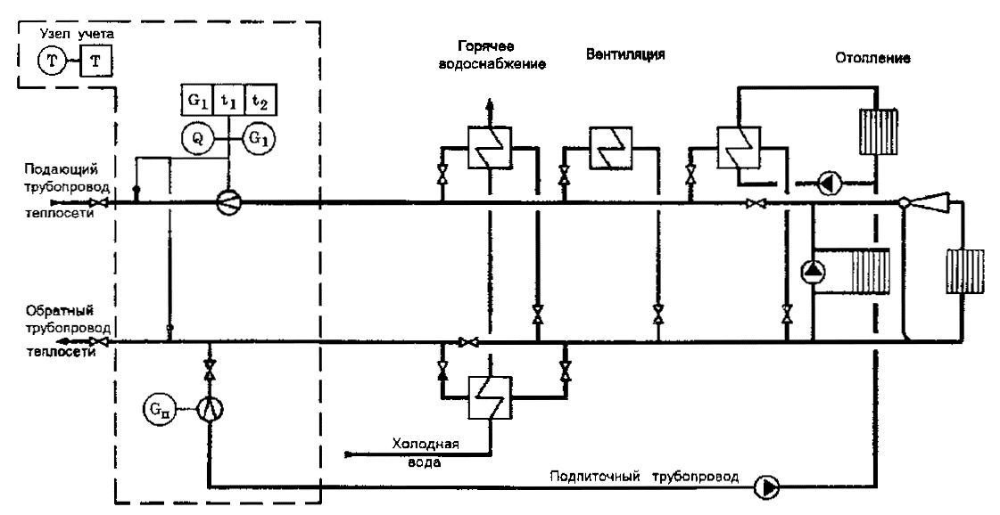 Узел учета
T T
Горячее
водоснабжение
Вентиляция
Отопление
G1 t1 t2
Q G1
Подающий
трубопровод
теплосети
Обратный
трубопровод
теплосети
Gп
Холодная
вода
Подпиточный трубопровод